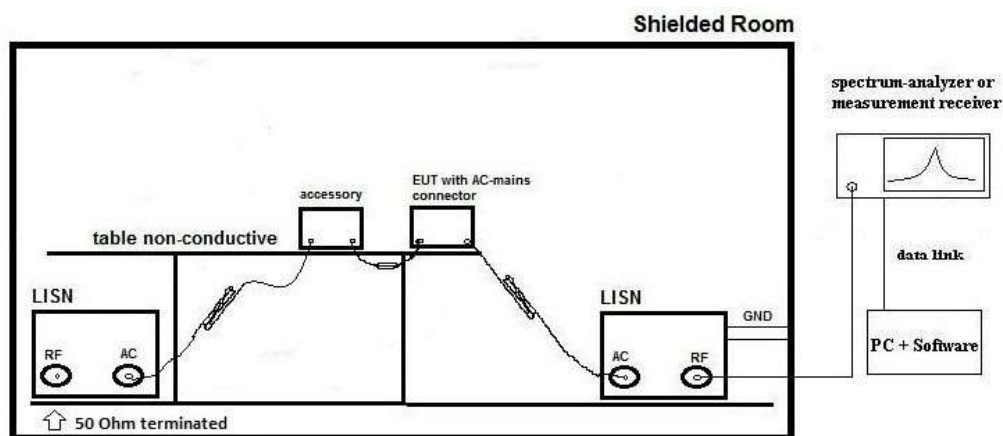 Shielded Room
spectrum-analyzer or
measurement receiver
EUT with AC-mains
connector
accessory
table non-conductive
data link
LISN
LISN
GND
RF
AC
AC
RF
PC + Software
50 Ohm terminated